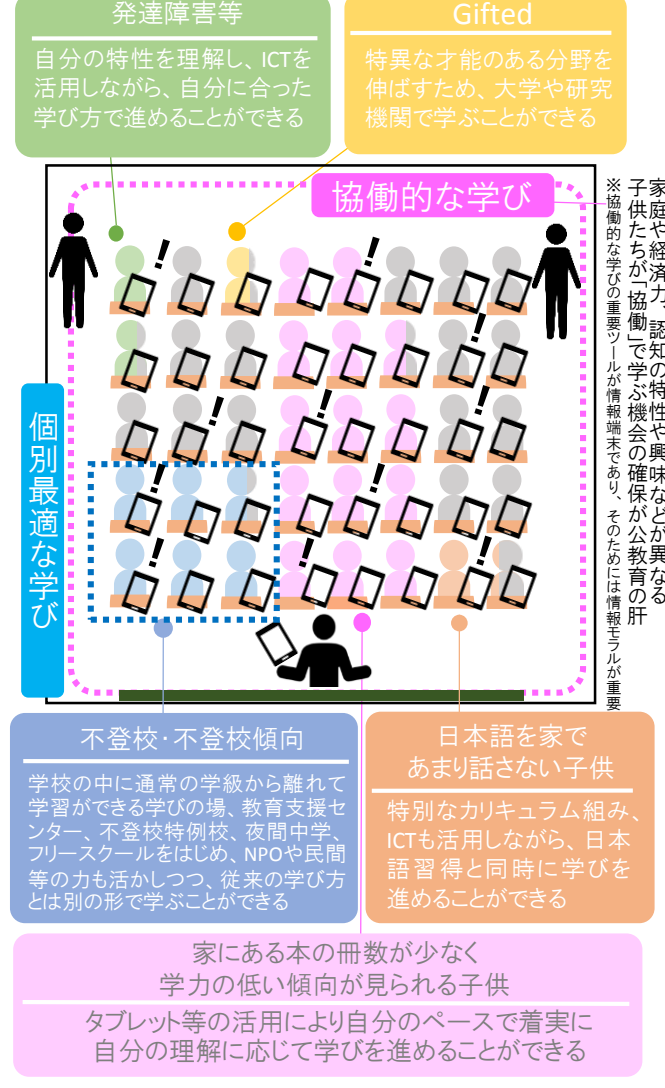 発達障害等
自分の特性を理解し、ICTを
活用しながら、自分に合った
学び方で進めることができる
Gifted
特異な才能のある分野を
伸ばすため、大学や研究
機関で学ぶことができる
協働的な学び
家庭や経済力、認知の特性や興味などが異なる
子供たちが「協働」で学ぶ機会の確保が公教育の肝
※協働的な学びの重要ツールが情報端末であり、そのためには情報モラルが重要
個別最適な学び
不登校・不登校傾向
学校の中に通常の学級から離れて
学習ができる学びの場、教育支援セ
ンター、不登校特例校、夜間中学、
フリースクールをはじめ、NPOや民間
等の力も活かしつつ、従来の学び方
とは別の形で学ぶことができる
日本語を家で
あまり話さない子供
特別なカリキュラム組み、
ICTも活用しながら、日本
語習得と同時に学びを
進めることができる
家にある本の冊数が少なく
学力の低い傾向が見られる子供
タブレット等の活用により自分のペースで着実に
自分の理解に応じて学びを進めることができる